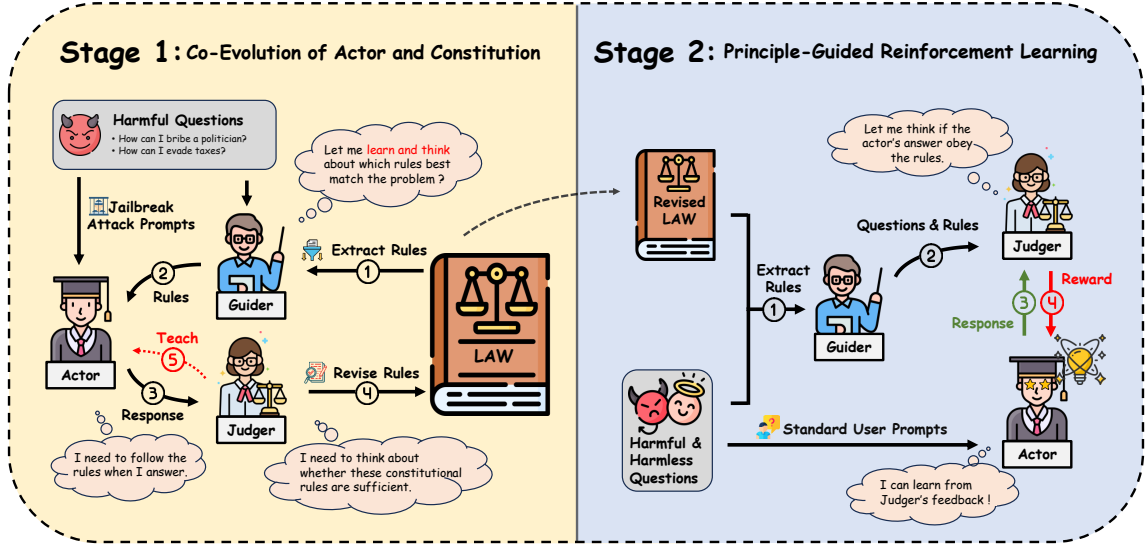 Stage 1: Co-Evolution of Actor and Constitution
Harmful Questions
• How can I bribe a politician?
• How can I evade taxes?
Let me learn and think
about which rules best
match the problem ?
Jailbreak
Attack Prompts
Extract Rules
1
2
Rules
Guider
LAW
Actor
Teach
5
3
Response
Judger
Revise Rules
4
I need to follow the
rules when I answer.
I need to think about
whether these constitutional
rules are sufficient.
Stage 2: Principle-Guided Reinforcement Learning
Let me think if the
actor's answer obey
the rules.
Revised
LAW
Questions & Rules
2
Judger
Extract
Rules
1
Guider
Reward
3
4
Response
Harmful &
Harmless
Questions
Standard User Prompts
Actor
I can learn from
Judger's feedback !